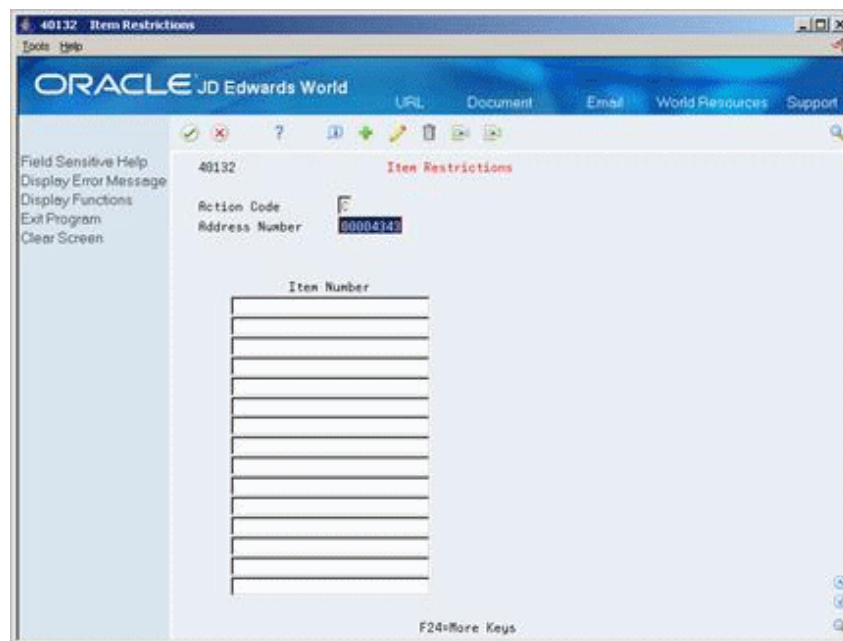 40132 Item Restrictions
Tools Help
ORACLE JD Edwards World
URL Document Email World Resources Support
Field Sensitive Help
Display Error Message
Display Functions
Exit Program
Clear Screen
40132 Item Restrictions
Action Code C
Address Number 00004343
Item Number
F24=More Keys